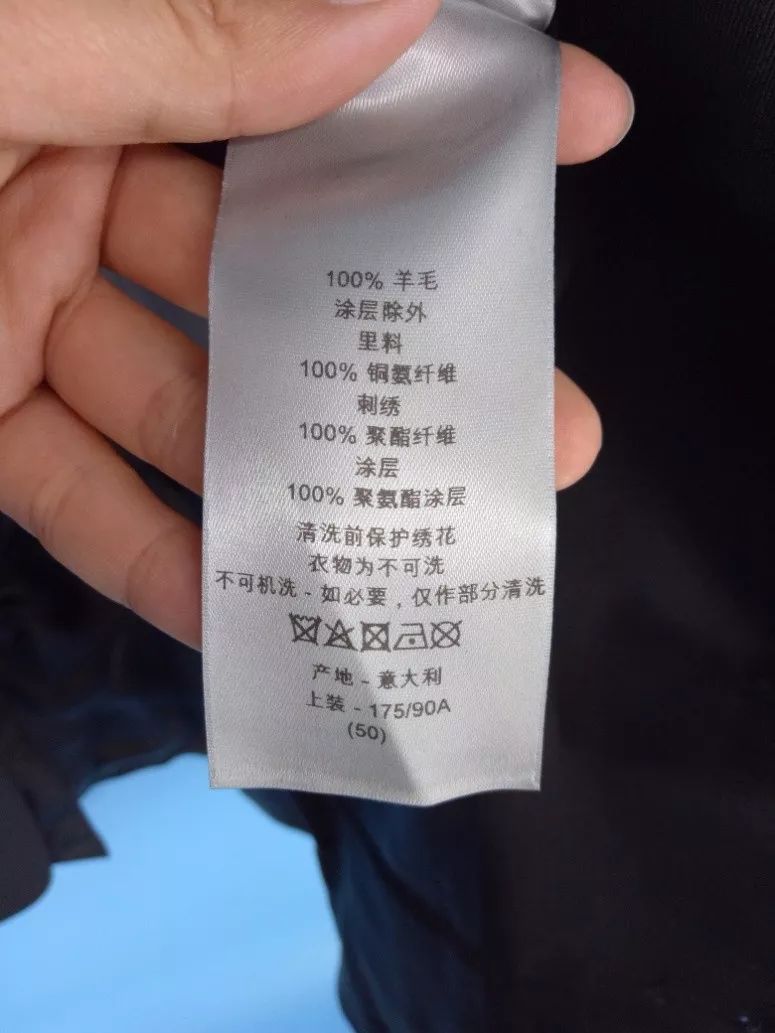 100% 羊毛
涂层除外
里料
100% 铜氨纤维
刺绣
100% 聚酯纤维
涂层
100% 聚氨酯涂层
清洗前保护绣花
衣物为不可洗
不可机洗 - 如必要，仅作部分清洗
产地 - 意大利
上装 - 175/90A
(50)